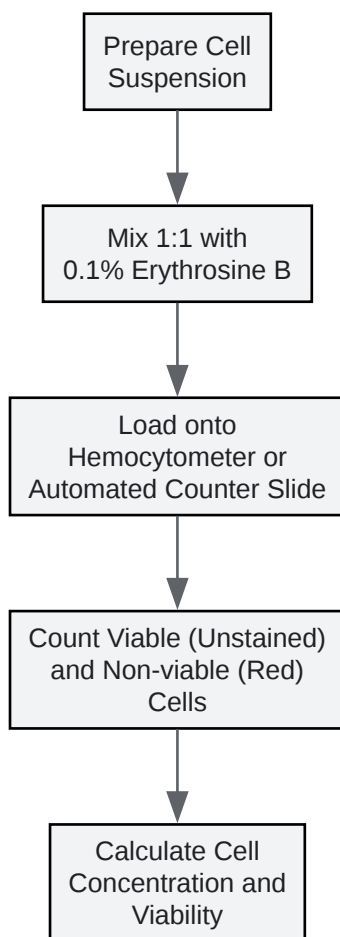 Prepare Cell
Suspension
Mix 1:1 with
0.1% Erythrosine B
Load onto
Hemocytometer or
Automated Counter Slide
Count Viable (Unstained)
and Non-viable (Red)
Cells
Calculate Cell
Concentration and
Viability